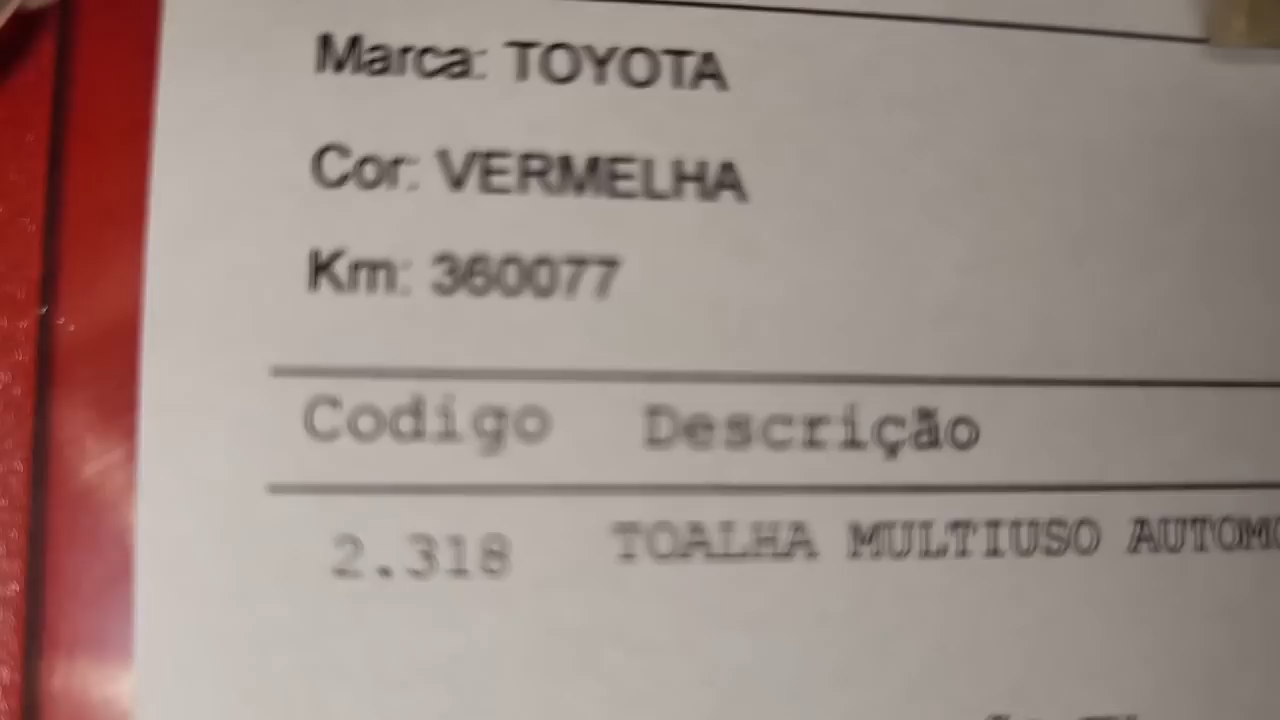 Marca: TOYOTA
Cor: VERMELHA
Km: 360077
Codigo Descrição
2.318 TOALHA MULTIUSO